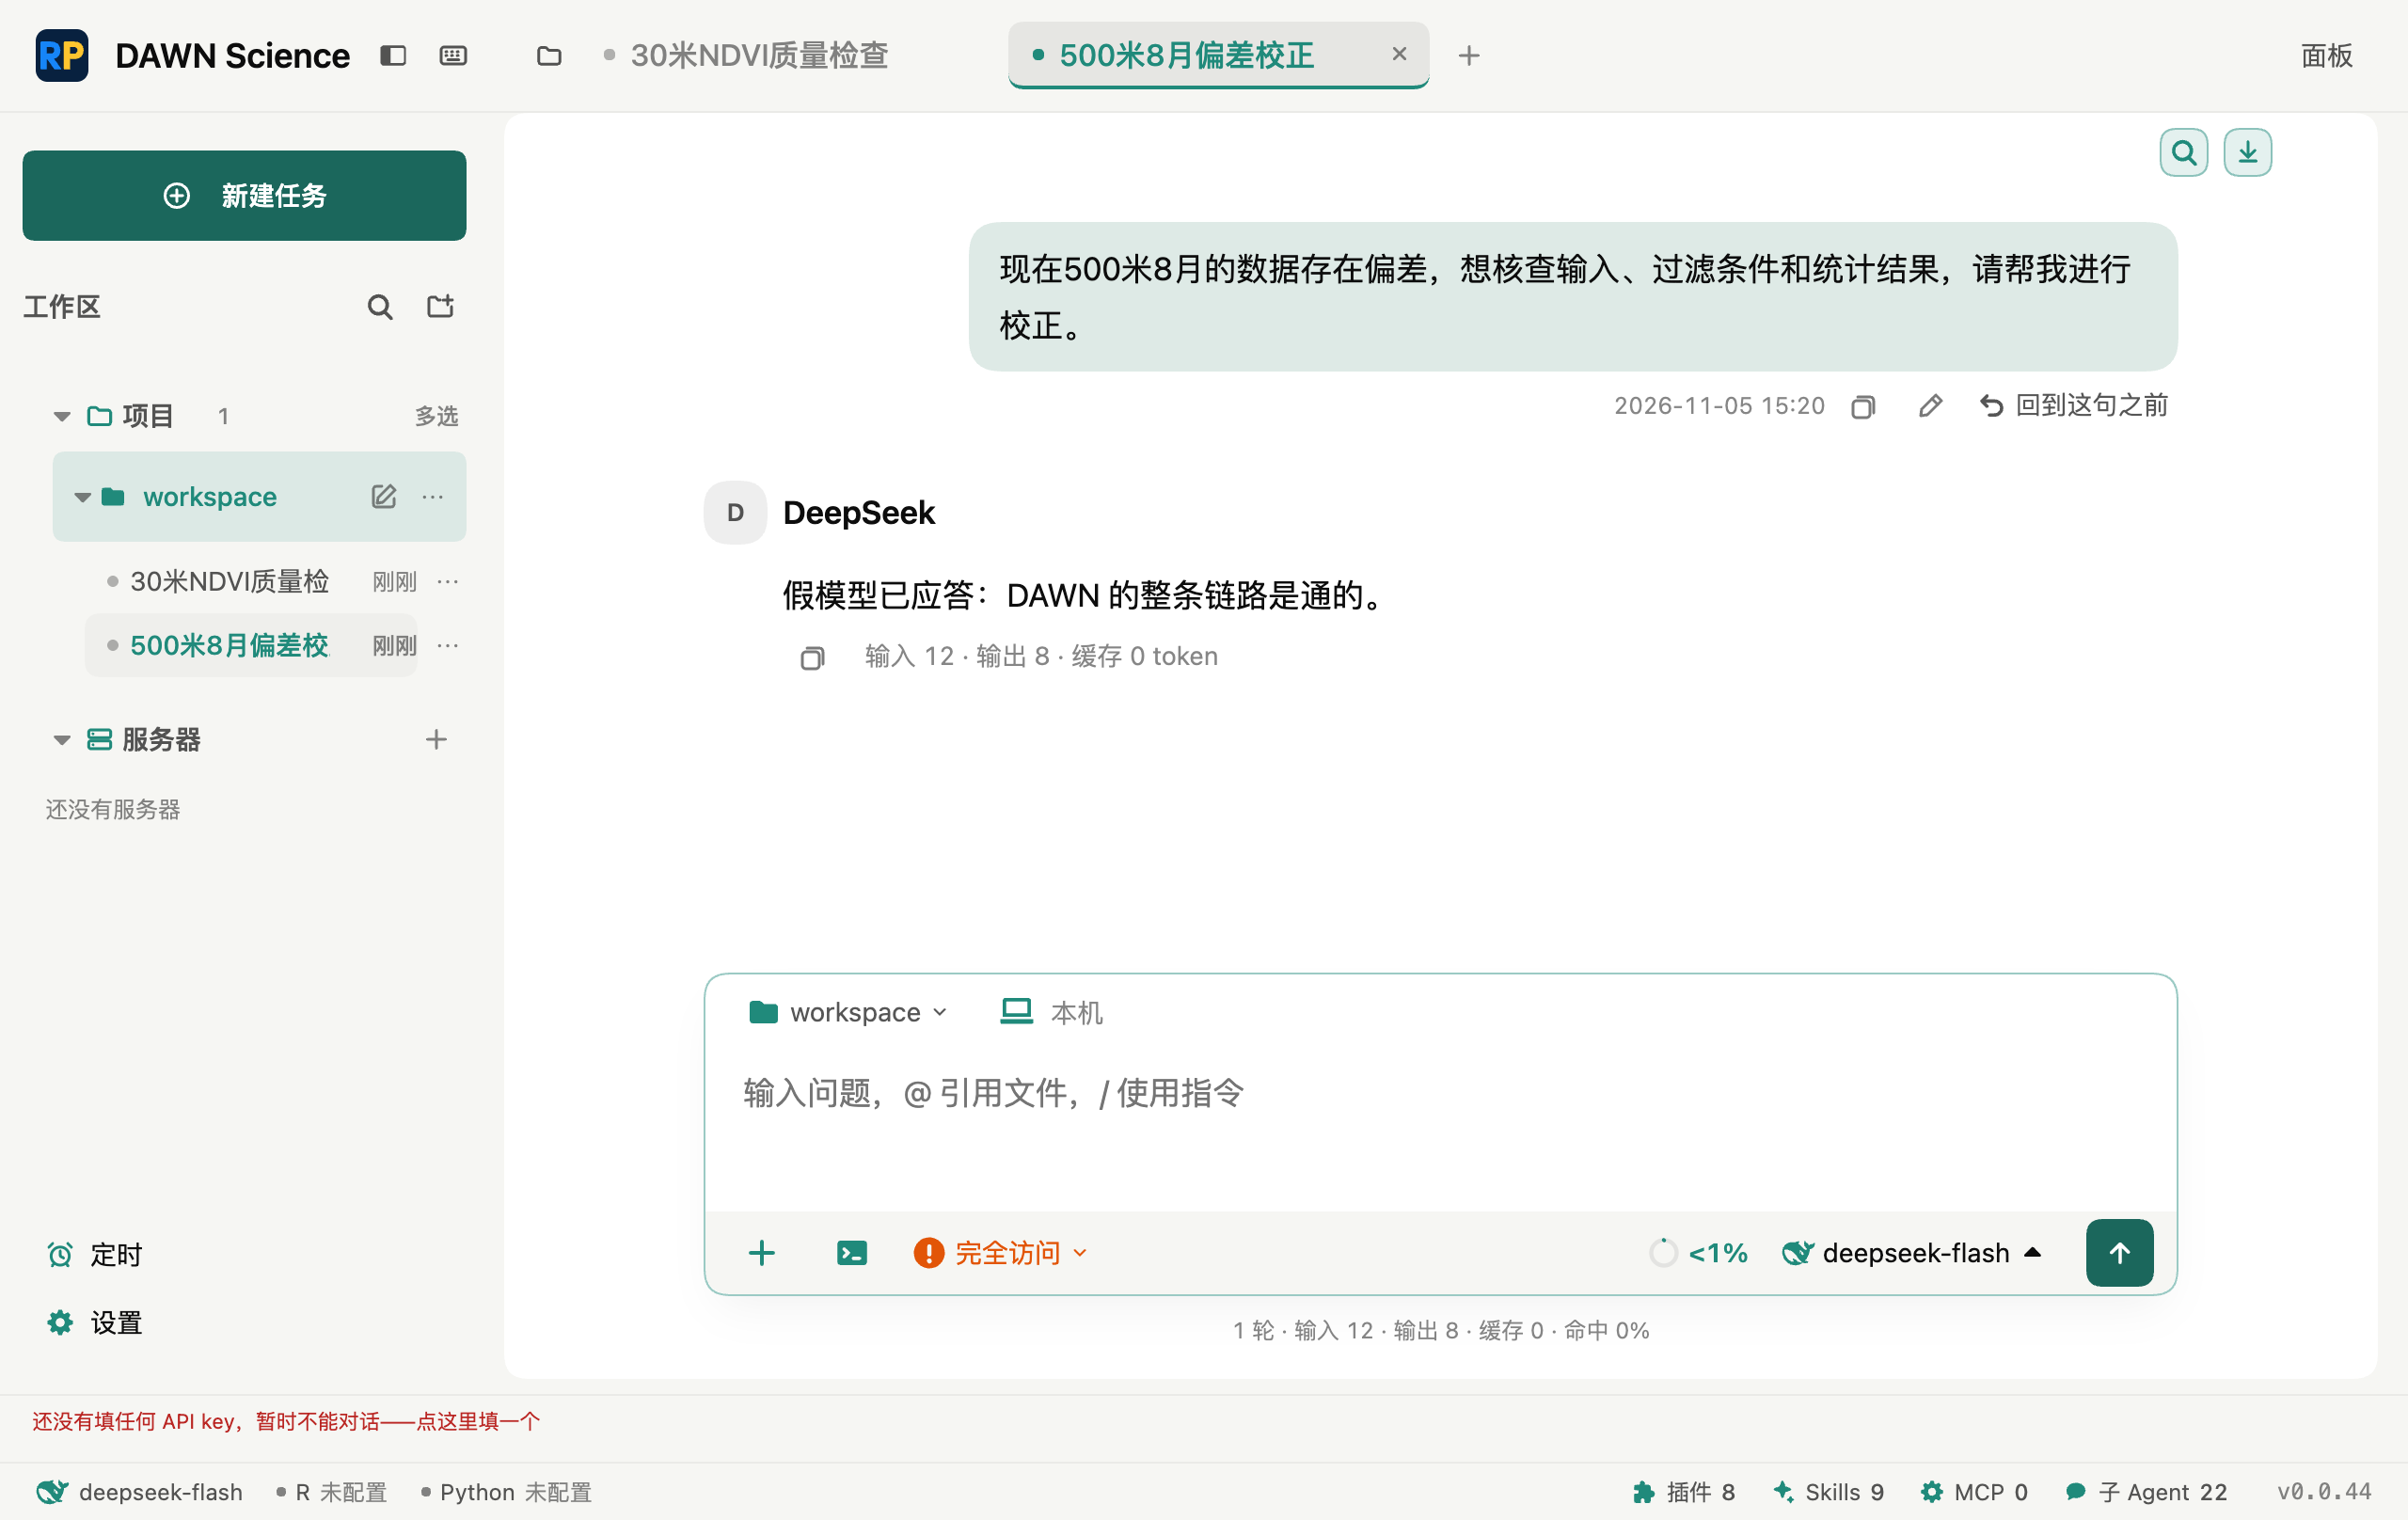 RP DAWN Science
30米NDVI质量检查
500米8月偏差校正
面板
新建任务
工作区
项目 1 多选
workspace
30米NDVI质量检 刚刚
500米8月偏差校 刚刚
服务器
还没有服务器
定时
设置
现在500米8月的数据存在偏差，想核查输入、过滤条件和统计结果，请帮我进行
校正。
2026-11-05 15:20 回到这句之前
D DeepSeek
假模型已应答：DAWN 的整条链路是通的。
输入 12 · 输出 8 · 缓存 0 token
workspace 本机
输入问题，@ 引用文件，/ 使用指令
完全访问 <1% deepseek-flash
1 轮 · 输入 12 · 输出 8 · 缓存 0 · 命中 0%
还没有填任何 API key，暂时不能对话——点这里填一个
deepseek-flash R 未配置 Python 未配置 插件 8 Skills 9 MCP 0 子 Agent 22 v0.0.44